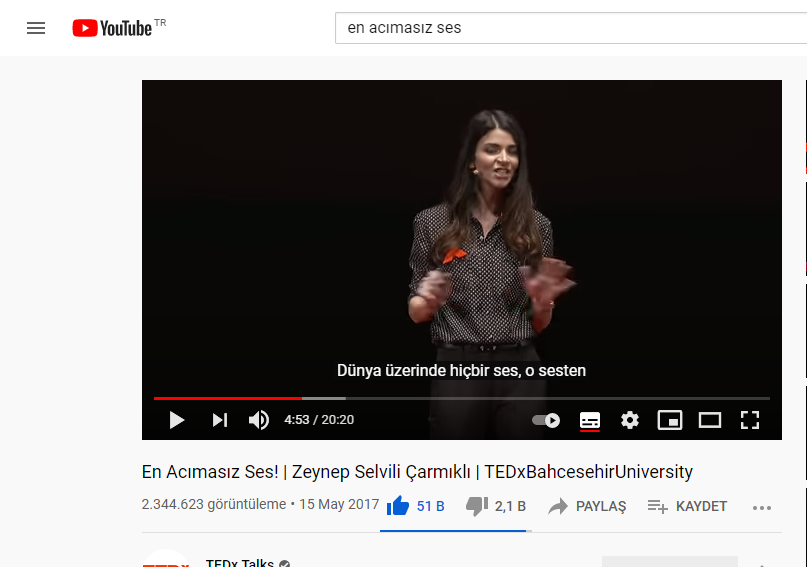 YouTube TR
en acımasız ses
Dünya üzerinde hiçbir ses, o sesten
4:53 / 20:20
En Acımasız Ses! | Zeynep Selvili Çarmıklı | TEDxBahcesehirUniversity
2.344.623 görüntüleme • 15 May 2017 51 B 2,1 B PAYLAŞ KAYDET
TEDx Talks